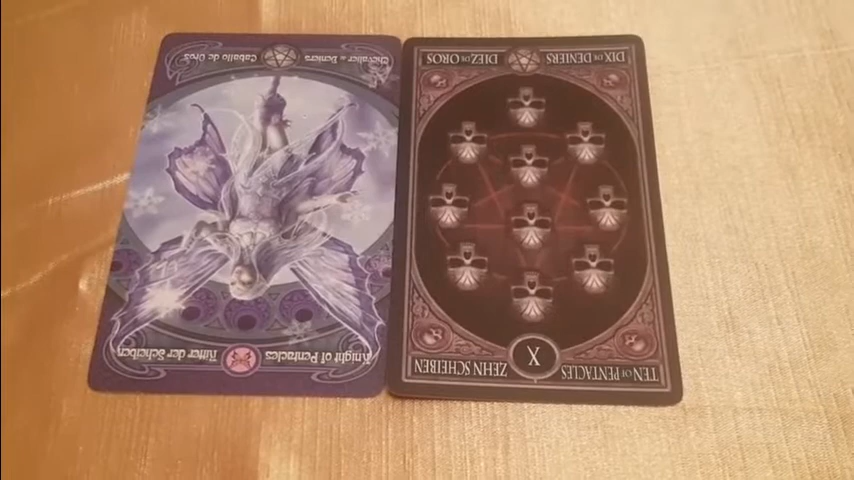 Knight of Pentacles Ritter der Scheiben
Chevalier de Deniers Caballo de Oros
TEN OF PENTACLES X ZEHN SCHEIBEN
DIX DE DENIERS DIEZ DE OROS